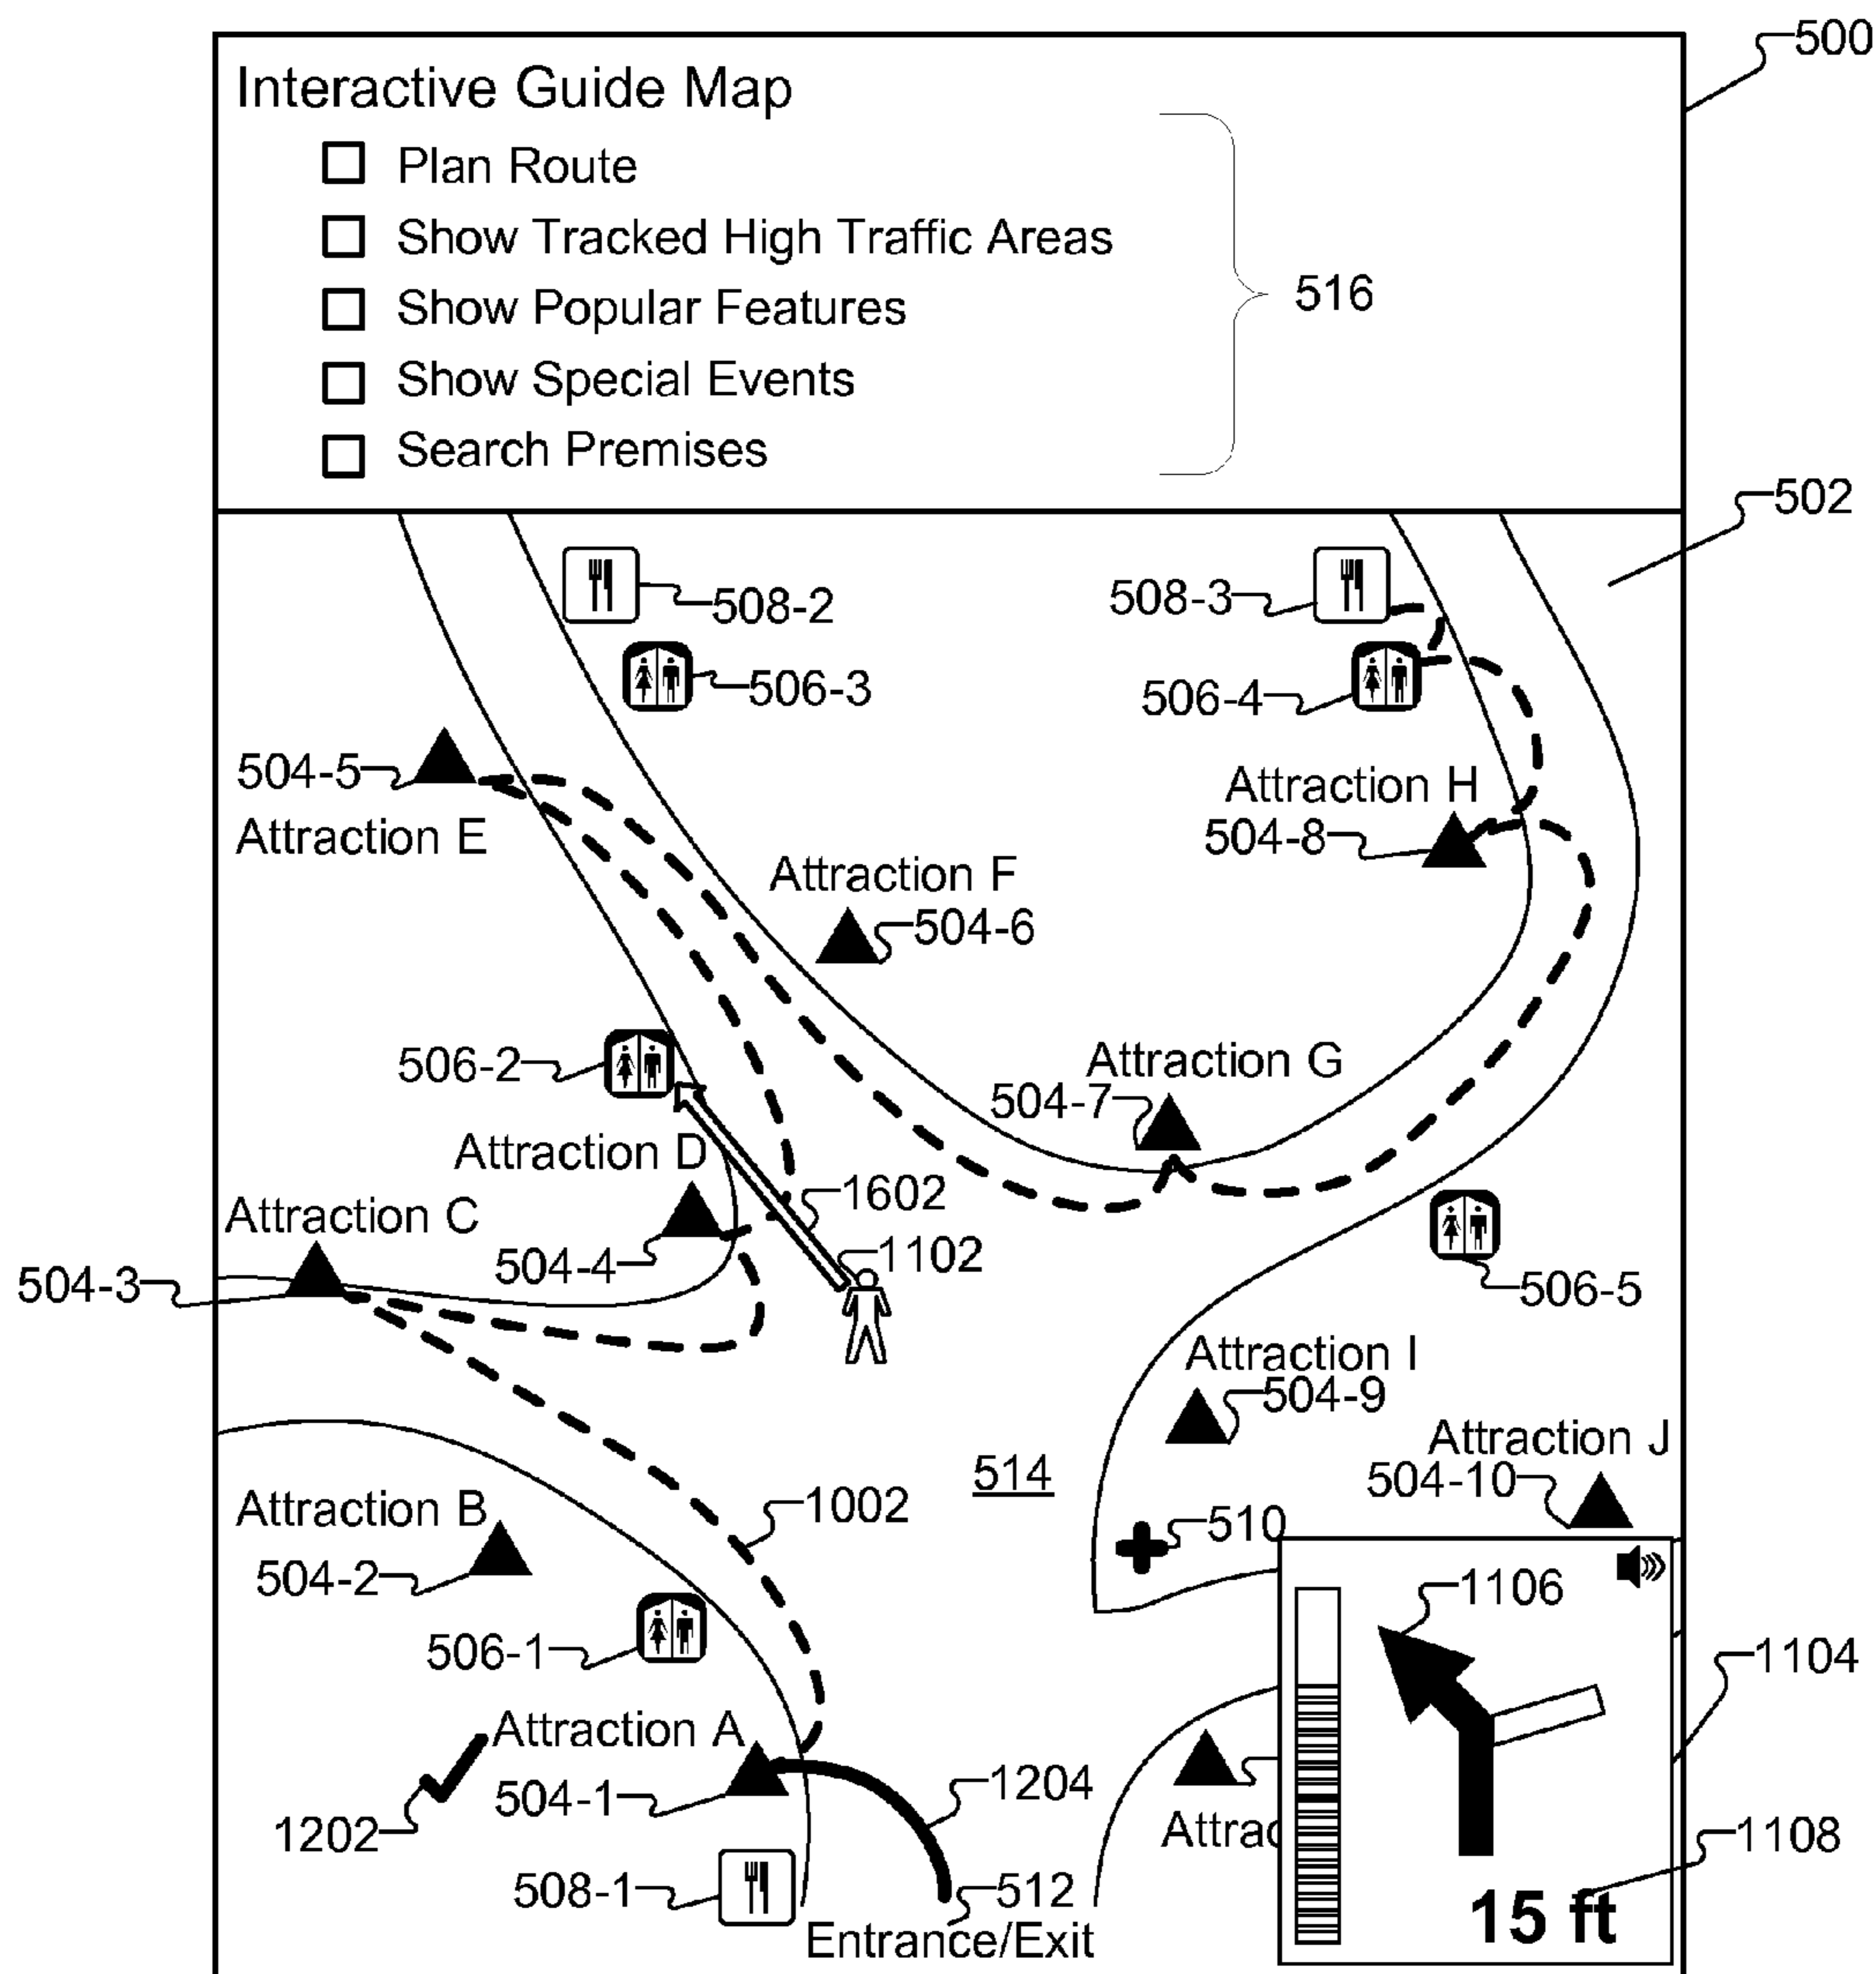 500
Interactive Guide Map
Plan Route
Show Tracked High Traffic Areas
Show Popular Features
516
Show Special Events
Search Premises
502
508-2
508-3
506-3
506-4
504-5
Attraction E
Attraction H
504-8
Attraction F
504-6
506-2
Attraction G
504-7
Attraction D
1602
Attraction C
504-4
1102
504-3
506-5
Attraction I
504-9
Attraction J
514
504-10
Attraction B
1002
510
504-2
1106
506-1
1104
Attraction A
504-1
1204
1202
Attrac
1108
508-1
512
15 ft
Entrance/Exit